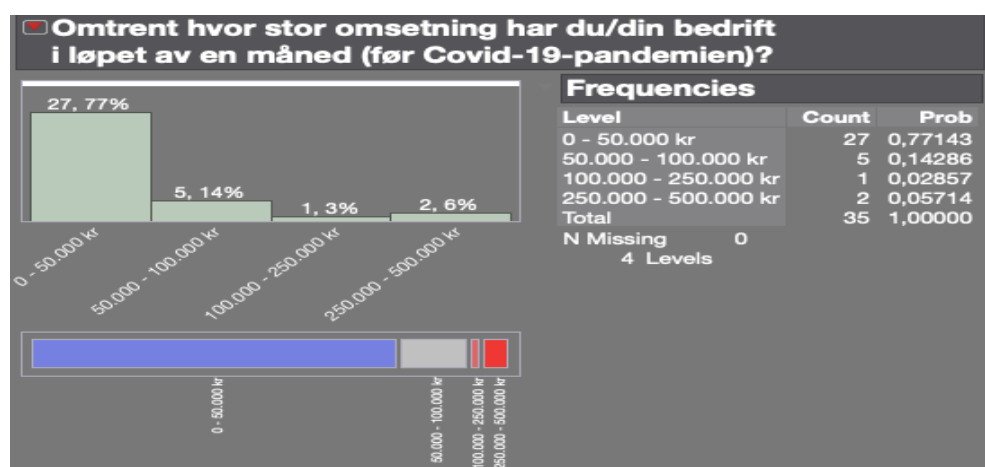 Omtrent hvor stor omsetning har du/din bedrift
i løpet av en måned (før Covid-19-pandemien)?
27, 77%
5, 14%
1, 3%
2, 6%
0 - 50.000 kr
50.000 - 100.000 kr
100.000 - 250.000 kr
250.000 - 500.000 kr
0 - 50.000 kr
50.000 - 100.000 kr
100.000 - 250.000 kr
250.000 - 500.000 kr
Frequencies
Level Count Prob
0 - 50.000 kr 27 0,77143
50.000 - 100.000 kr 5 0,14286
100.000 - 250.000 kr 1 0,02857
250.000 - 500.000 kr 2 0,05714
Total 35 1,00000
N Missing 0
4 Levels